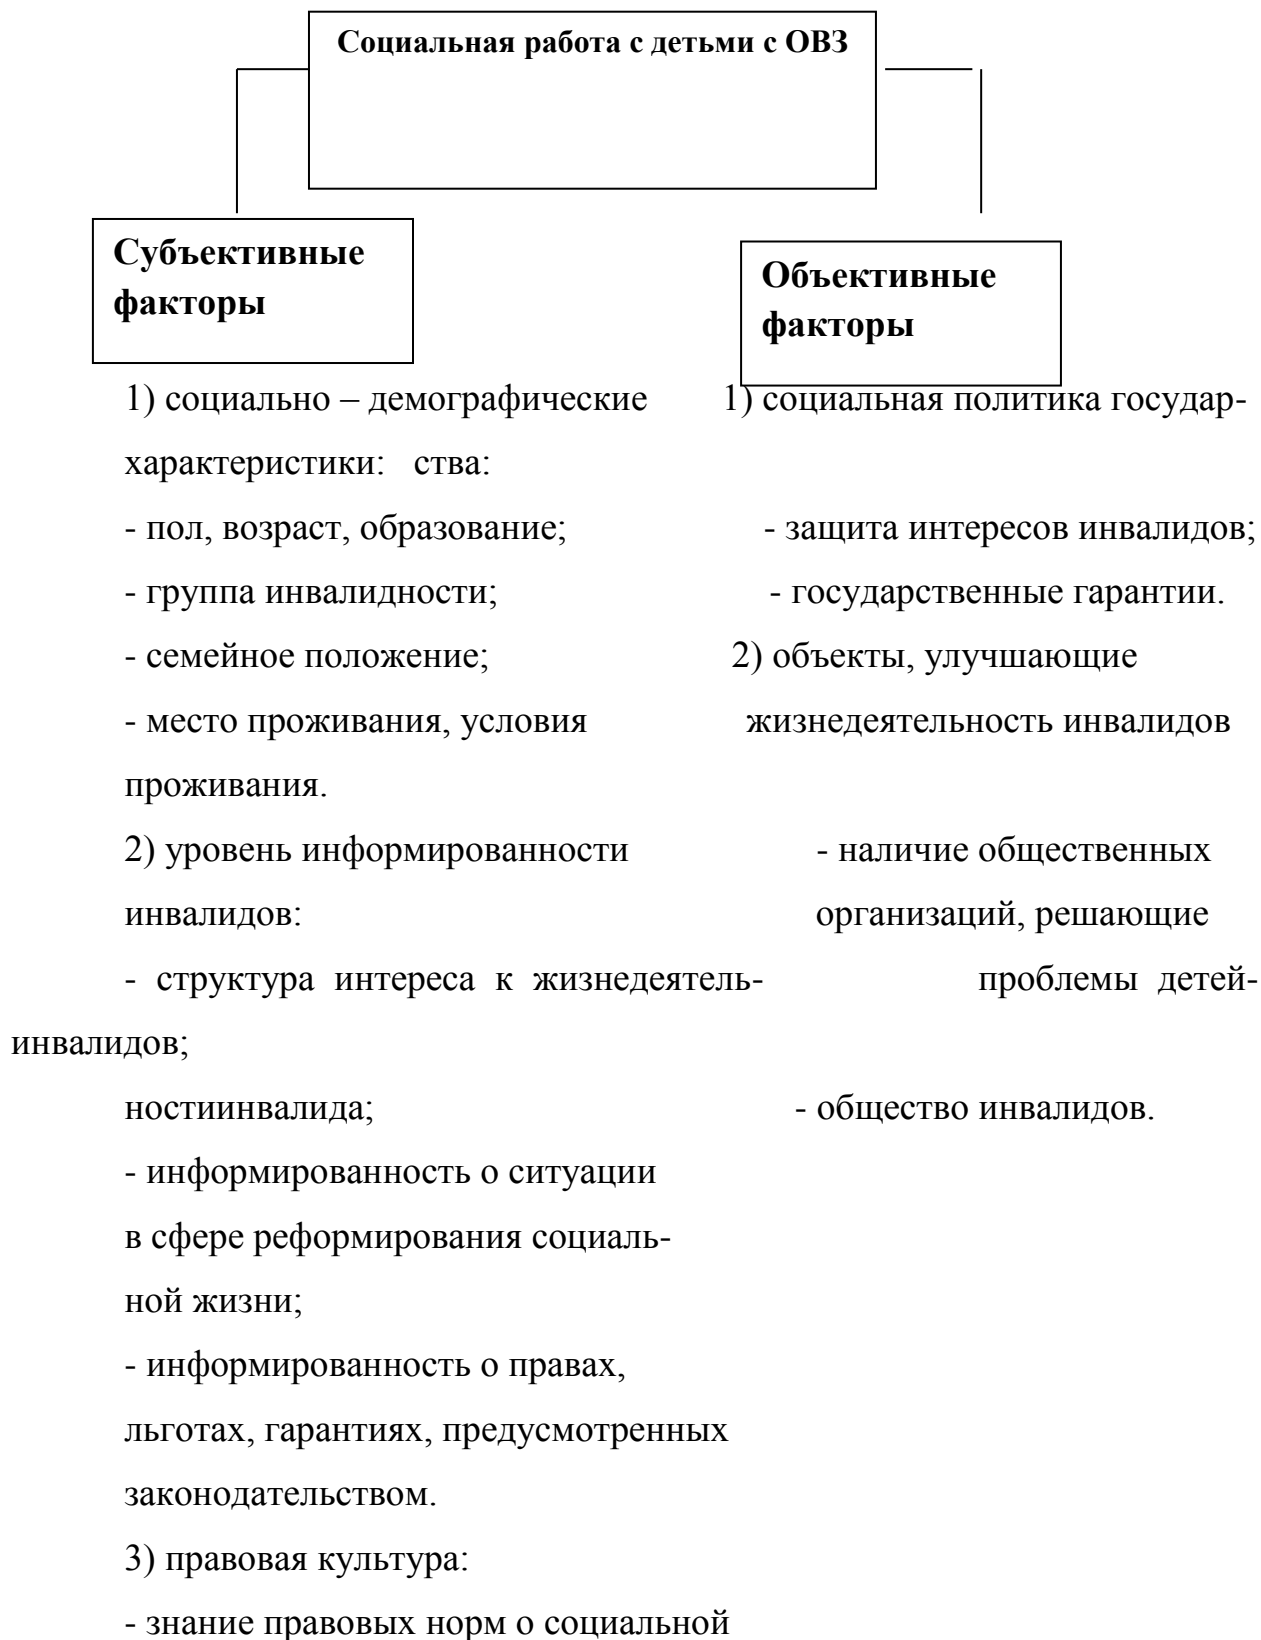 Социальная работа с детьми с ОВЗ
Субъективные
факторы
Объективные
факторы
1) социально – демографические 1) социальная политика государ-
характеристики: ства:
- пол, возраст, образование; - защита интересов инвалидов;
- группа инвалидности; - государственные гарантии.
- семейное положение; 2) объекты, улучшающие
- место проживания, условия жизнедеятельность инвалидов
проживания.
2) уровень информированности - наличие общественных
инвалидов: организаций, решающие
- структура интереса к жизнедеятель- проблемы детей-
инвалидов;
ностиинвалида; - общество инвалидов.
- информированность о ситуации
в сфере реформирования социаль-
ной жизни;
- информированность о правах,
льготах, гарантиях, предусмотренных
законодательством.
3) правовая культура:
- знание правовых норм о социальной